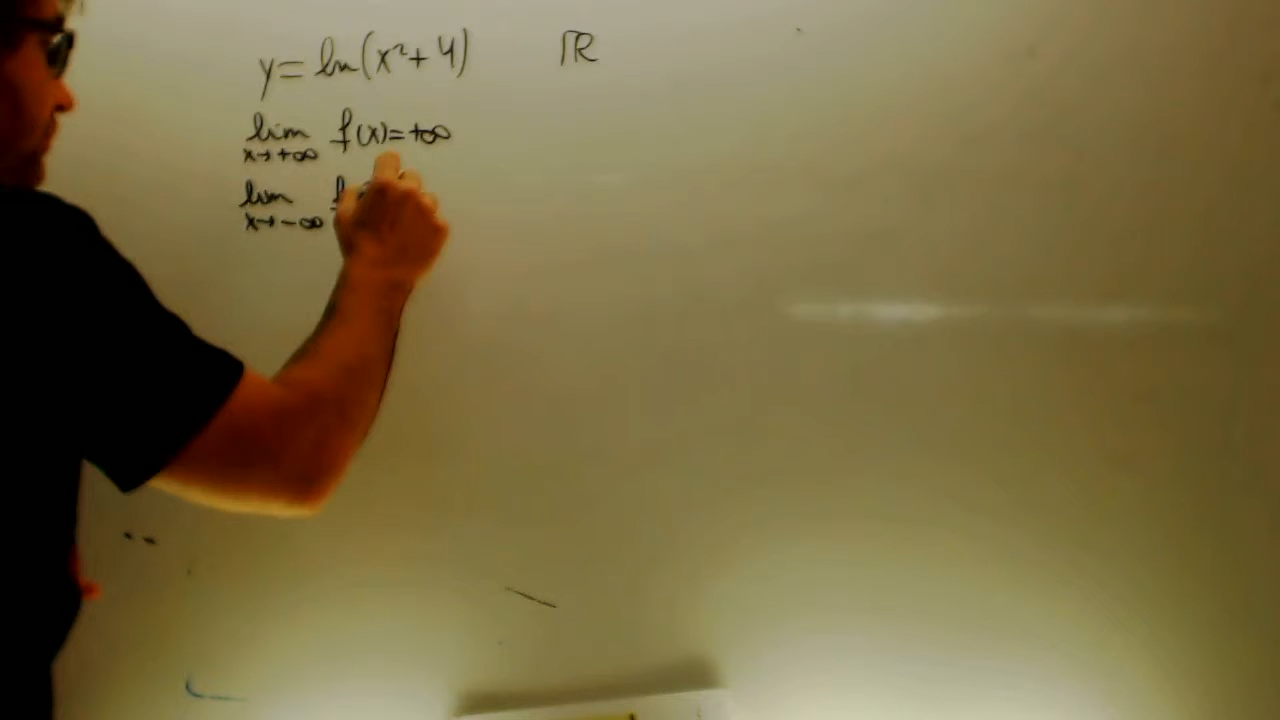 y = ln(x² + 4) ℝ
lim f(x) = +∞
x→+∞
lim f
x→-∞